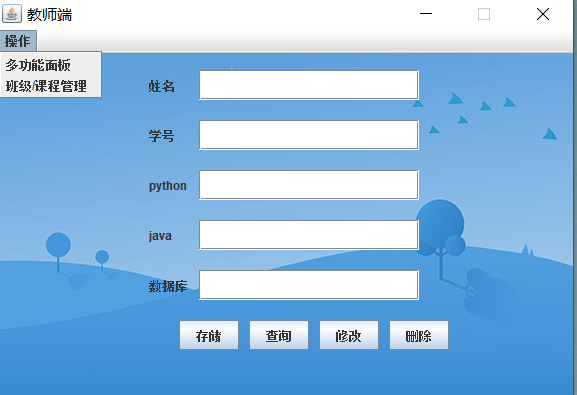 教师端
操作
多功能面板
班级/课程管理
姓名
学号
python
java
数据库
存储 查询 修改 删除